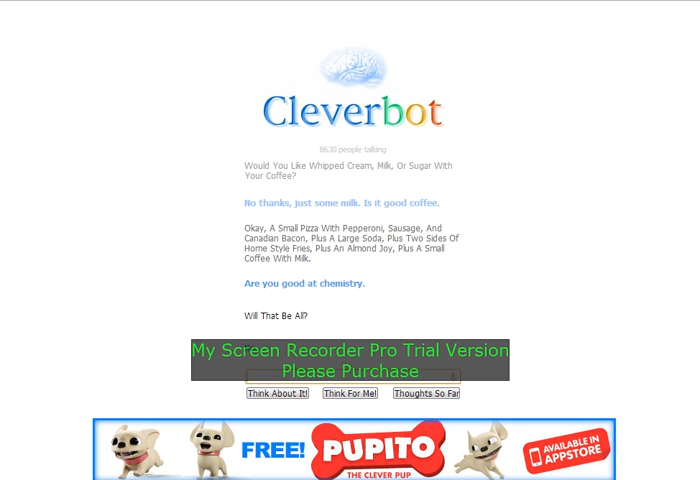 Cleverbot
8630 people talking
Would You Like Whipped Cream, Milk, Or Sugar With
Your Coffee?
No thanks, just some milk. Is it good coffee.
Okay, A Small Pizza With Pepperoni, Sausage, And
Canadian Bacon, Plus A Large Soda, Plus Two Sides Of
Home Style Fries, Plus An Almond Joy, Plus A Small
Coffee With Milk.
Are you good at chemistry.
Will That Be All?
My Screen Recorder Pro Trial Version
Please Purchase
Think About It! Think For Me! Thoughts So Far
FREE! PUPITO
THE CLEVER PUP
AVAILABLE IN
APPSTORE